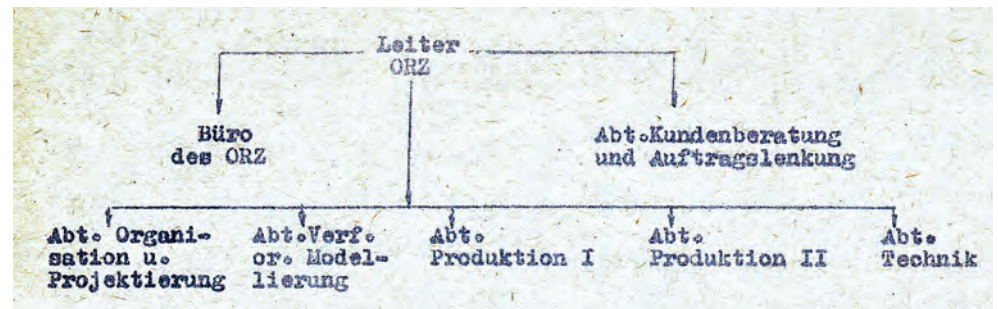 Leiter
ORZ
Büro
des ORZ
Abt.Kundenberatung
und Auftragslenkung
Abt. Organi-
sation u.
Projektierung
Abt.Verf.
or. Model-
lierung
Abt.
Produktion I
Abt.
Produktion II
Abt.
Technik